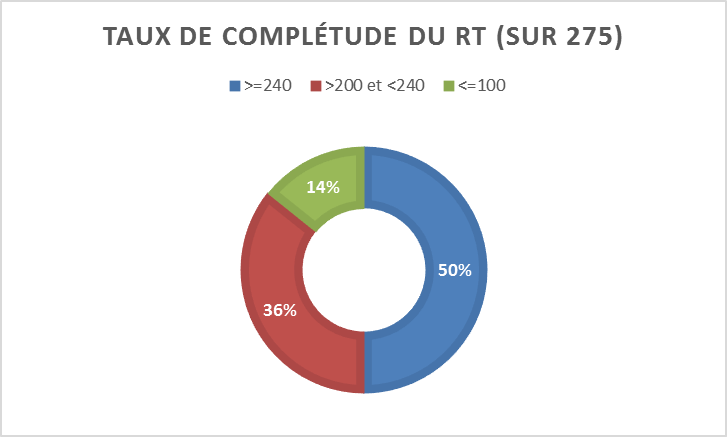 TAUX DE COMPLÉTUDE DU RT (SUR 275)
>=240 >200 et <240 <=100
14%
50%
36%